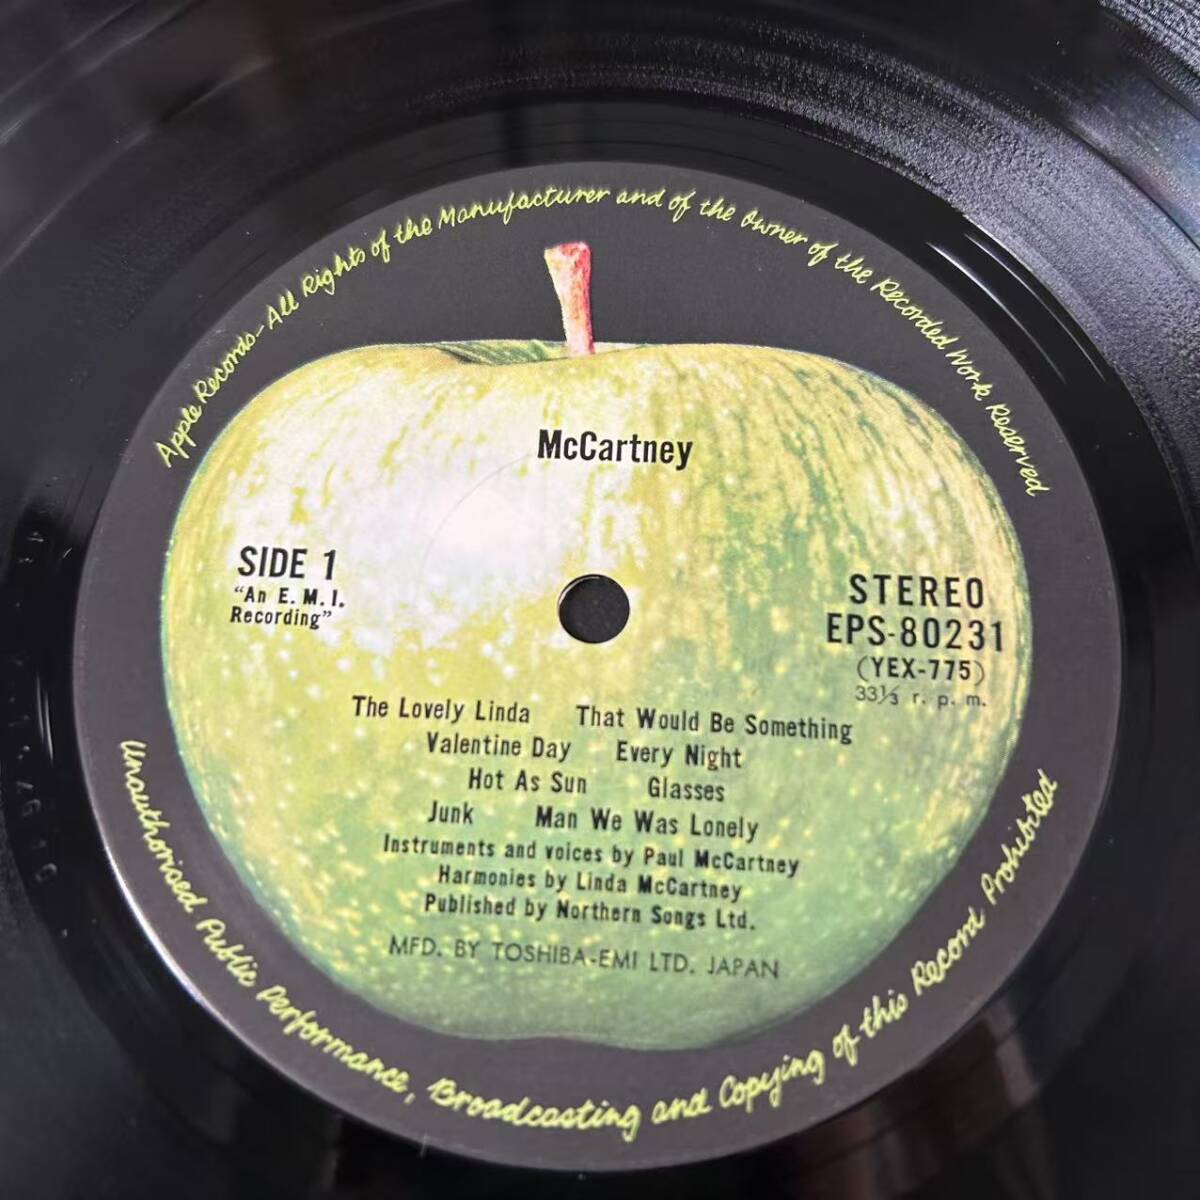 Apple Records-All Rights of the Manufacturer and of the Owner of the Recorded Work Reserved
McCartney
SIDE 1
"An E.M.I.
Recording"
STEREO
EPS-80231
(YEX-775)
33⅓ r.p.m.
The Lovely Linda That Would Be Something
Valentine Day Every Night
Hot As Sun Glasses
Junk Man We Was Lonely
Instruments and voices by Paul McCartney
Harmonies by Linda McCartney
Published by Northern Songs Ltd.
MFD. BY TOSHIBA-EMI LTD. JAPAN
Unauthorised Public Performance, Broadcasting and Copying of this Record Prohibited